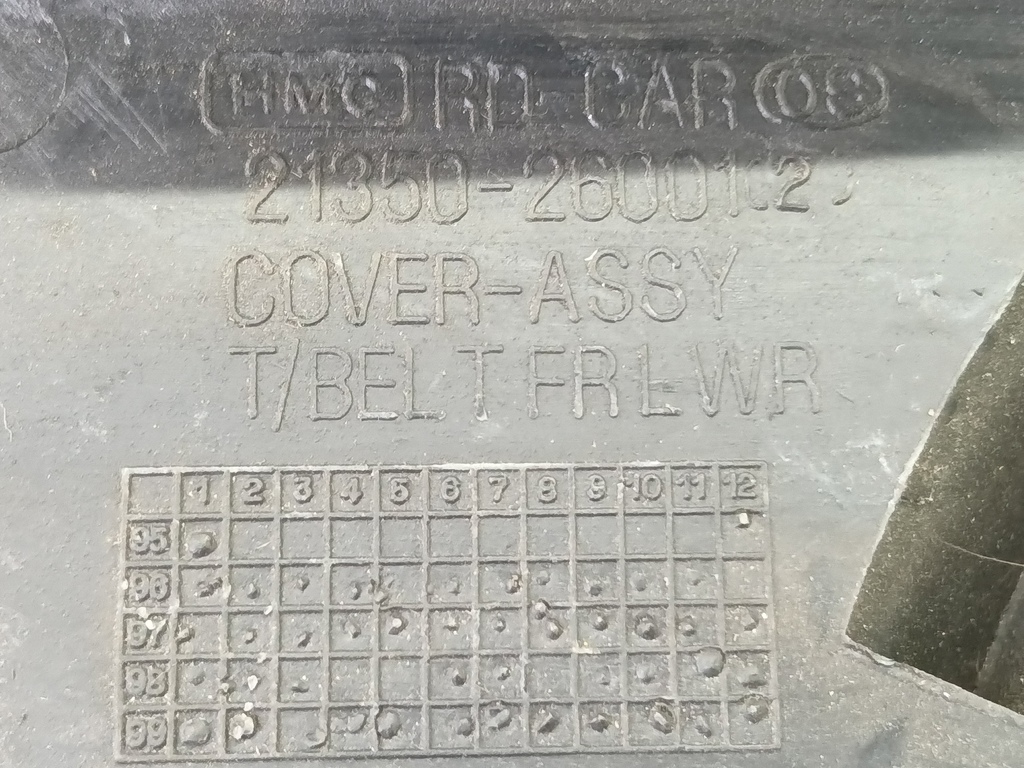 HMC RD-CAR
21350-26001 2
COVER-ASSY
T/BELT FR LWR
1 2 3 4 5 6 7 8 9 10 11 12
95
96
97
98
99